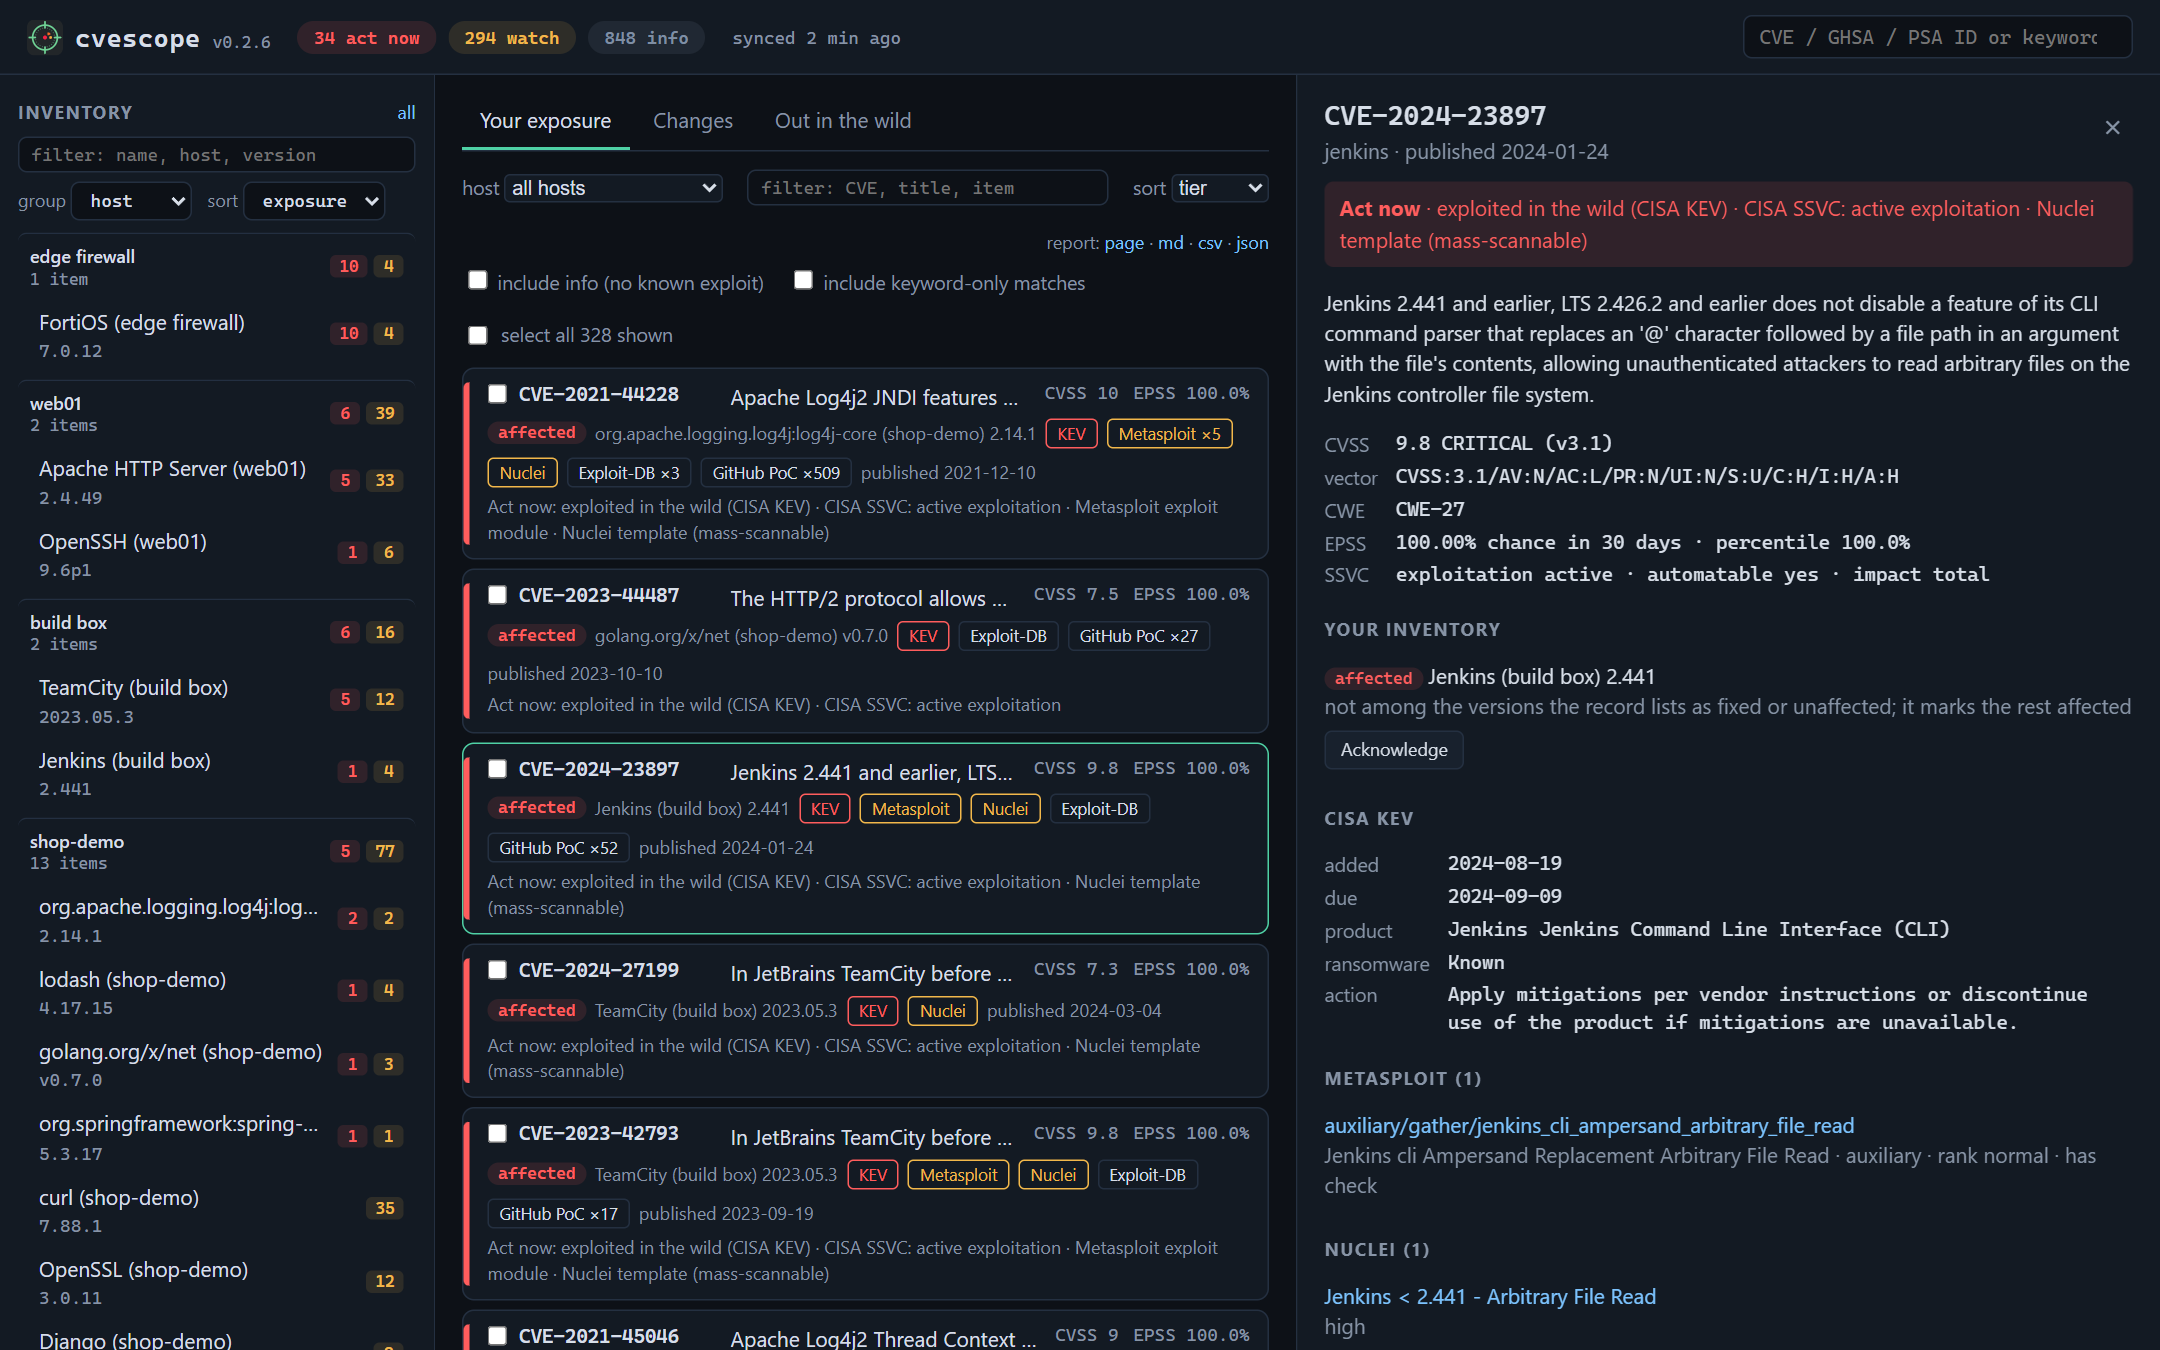 cvescope v0.2.6
34 act now
294 watch
848 info
synced 2 min ago
CVE / GHSA / PSA ID or keyword
INVENTORY
all
filter: name, host, version
group host sort exposure
edge firewall
1 item
10 4
FortiOS (edge firewall)
7.0.12
10 4
web01
2 items
6 39
Apache HTTP Server (web01)
2.4.49
5 33
OpenSSH (web01)
9.6p1
1 6
build box
2 items
6 16
TeamCity (build box)
2023.05.3
5 12
Jenkins (build box)
2.441
1 4
shop-demo
13 items
5 77
org.apache.logging.log4j:log...
2.14.1
2 2
lodash (shop-demo)
4.17.15
1 4
golang.org/x/net (shop-demo)
v0.7.0
1 3
org.springframework:spring-...
5.3.17
1 1
curl (shop-demo)
7.88.1
35
OpenSSL (shop-demo)
3.0.11
12
Django (shop-demo)
Your exposure Changes Out in the wild
host all hosts
filter: CVE, title, item
sort tier
report: page · md · csv · json
include info (no known exploit) include keyword-only matches
select all 328 shown
CVE-2021-44228 Apache Log4j2 JNDI features ... CVSS 10 EPSS 100.0%
affected org.apache.logging.log4j:log4j-core (shop-demo) 2.14.1 KEV Metasploit ×5
Nuclei Exploit-DB ×3 GitHub PoC ×509 published 2021-12-10
Act now: exploited in the wild (CISA KEV) · CISA SSVC: active exploitation · Metasploit exploit
module · Nuclei template (mass-scannable)
CVE-2023-44487 The HTTP/2 protocol allows ... CVSS 7.5 EPSS 100.0%
affected golang.org/x/net (shop-demo) v0.7.0 KEV Exploit-DB GitHub PoC ×27
published 2023-10-10
Act now: exploited in the wild (CISA KEV) · CISA SSVC: active exploitation
CVE-2024-23897 Jenkins 2.441 and earlier, LTS... CVSS 9.8 EPSS 100.0%
affected Jenkins (build box) 2.441 KEV Metasploit Nuclei Exploit-DB
GitHub PoC ×52 published 2024-01-24
Act now: exploited in the wild (CISA KEV) · CISA SSVC: active exploitation · Nuclei template
(mass-scannable)
CVE-2024-27199 In JetBrains TeamCity before ... CVSS 7.3 EPSS 100.0%
affected TeamCity (build box) 2023.05.3 KEV Nuclei published 2024-03-04
Act now: exploited in the wild (CISA KEV) · CISA SSVC: active exploitation · Nuclei template
(mass-scannable)
CVE-2023-42793 In JetBrains TeamCity before ... CVSS 9.8 EPSS 100.0%
affected TeamCity (build box) 2023.05.3 KEV Metasploit Nuclei Exploit-DB
GitHub PoC ×17 published 2023-09-19
Act now: exploited in the wild (CISA KEV) · CISA SSVC: active exploitation · Metasploit exploit
module · Nuclei template (mass-scannable)
CVE-2021-45046 Apache Log4j2 Thread Context ... CVSS 9 EPSS 100.0%
CVE-2024-23897
×
jenkins · published 2024-01-24
Act now · exploited in the wild (CISA KEV) · CISA SSVC: active exploitation · Nuclei
template (mass-scannable)
Jenkins 2.441 and earlier, LTS 2.426.2 and earlier does not disable a feature of its CLI
command parser that replaces an '@' character followed by a file path in an argument
with the file's contents, allowing unauthenticated attackers to read arbitrary files on the
Jenkins controller file system.
CVSS 9.8 CRITICAL (v3.1)
vector CVSS:3.1/AV:N/AC:L/PR:N/UI:N/S:U/C:H/I:H/A:H
CWE CWE-27
EPSS 100.00% chance in 30 days · percentile 100.0%
SSVC exploitation active · automatable yes · impact total
YOUR INVENTORY
affected Jenkins (build box) 2.441
not among the versions the record lists as fixed or unaffected; it marks the rest affected
Acknowledge
CISA KEV
added 2024-08-19
due 2024-09-09
product Jenkins Jenkins Command Line Interface (CLI)
ransomware Known
action Apply mitigations per vendor instructions or discontinue
use of the product if mitigations are unavailable.
METASPLOIT (1)
auxiliary/gather/jenkins_cli_ampersand_arbitrary_file_read
Jenkins cli Ampersand Replacement Arbitrary File Read · auxiliary · rank normal · has
check
NUCLEI (1)
Jenkins < 2.441 - Arbitrary File Read
high